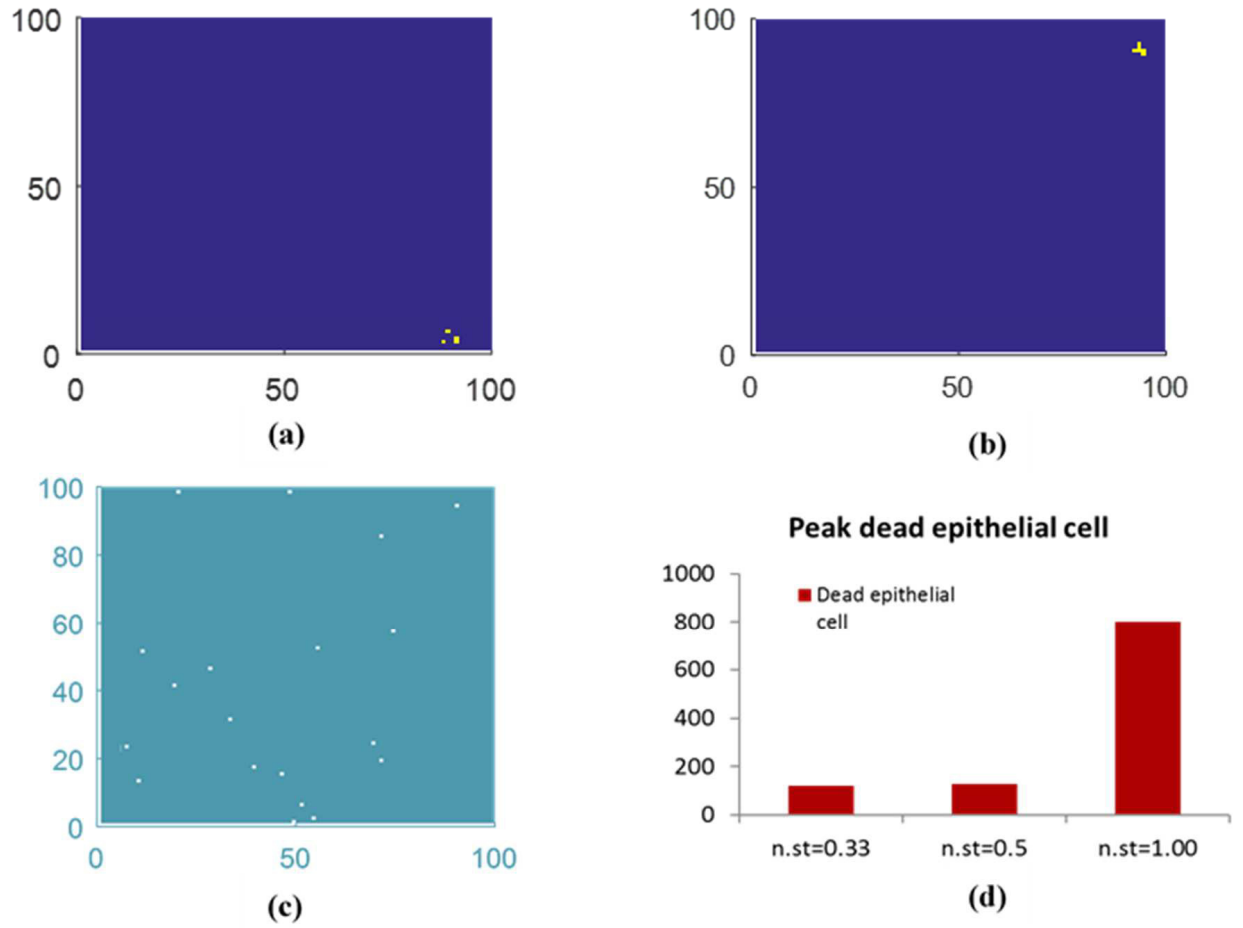 100
50
0
0 50 100
(a)
100
50
0
0 50 100
(b)
100
80
60
40
20
0
0 50 100
(c)
Peak dead epithelial cell
1000
800
600
400
200
0
Dead epithelial
cell
n.st=0.33 n.st=0.5 n.st=1.00
(d)